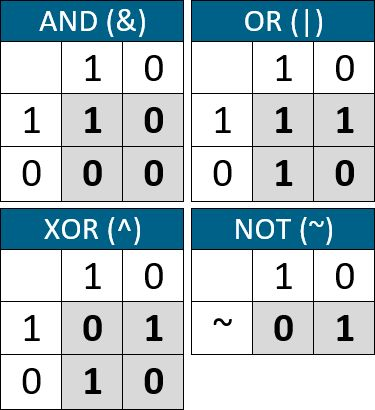 AND (&)
1 0
1 1 0
0 0 0
OR (|)
1 0
1 1 1
0 1 0
XOR (^)
1 0
1 0 1
0 1 0
NOT (~)
1 0
~ 0 1